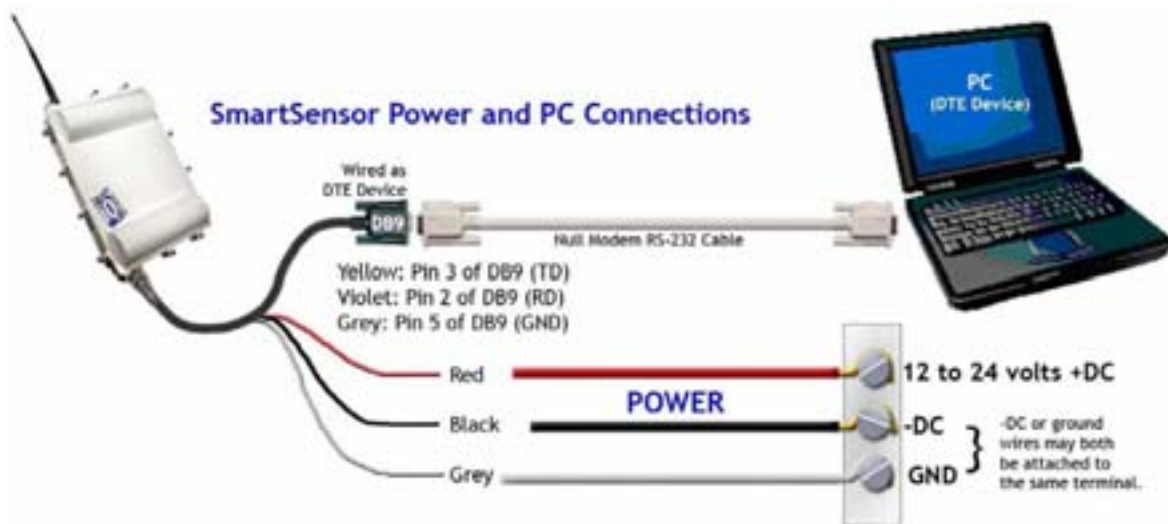 SmartSensor Power and PC Connections
PC
(DTE Device)
Wired as
DTE Device
DB9
Null Modem RS-232 Cable
Yellow: Pin 3 of DB9 (TD)
Violet: Pin 2 of DB9 (RD)
Grey: Pin 5 of DB9 (GND)
Red
12 to 24 volts +DC
POWER
Black
-DC
Grey
GND
-DC or ground
wires may both
be attached to
the same terminal.